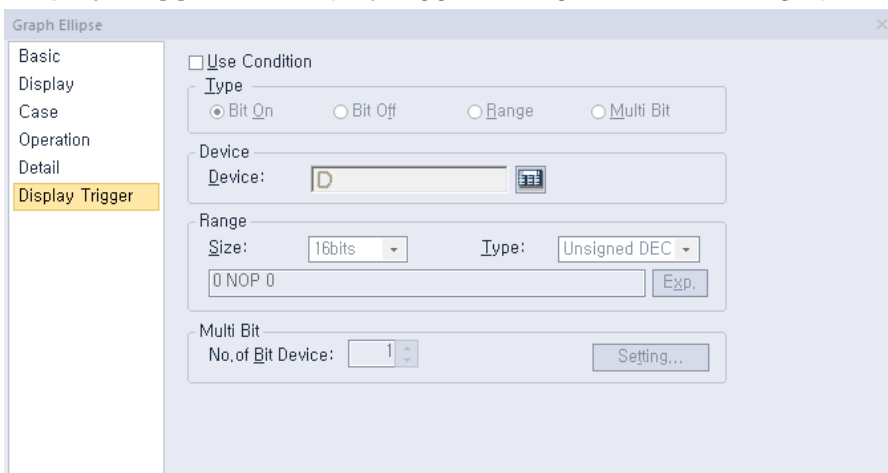 Graph Ellipse
Basic
Display
Case
Operation
Detail
Display Trigger
Use Condition
Type
Bit On Bit Off Range Multi Bit
Device
Device: D
Range
Size: 16bits Type: Unsigned DEC
0 NOP 0 Exp.
Multi Bit
No.of Bit Device: 1 Setting...